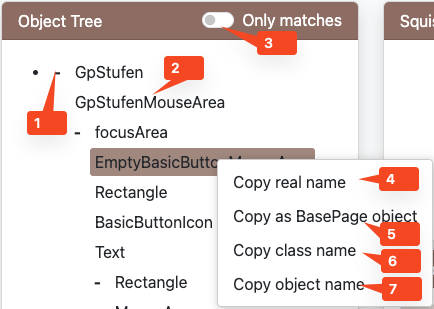 Object Tree
Only matches
Squis
3
- GpStufen
2
GpStufenMouseArea
1
- focusArea
EmptyBasicButton
Copy real name
4
Rectangle
Copy as BasePage object
BasicButtonIcon
5
Copy class name
Text
6
- Rectangle
Copy object name
7